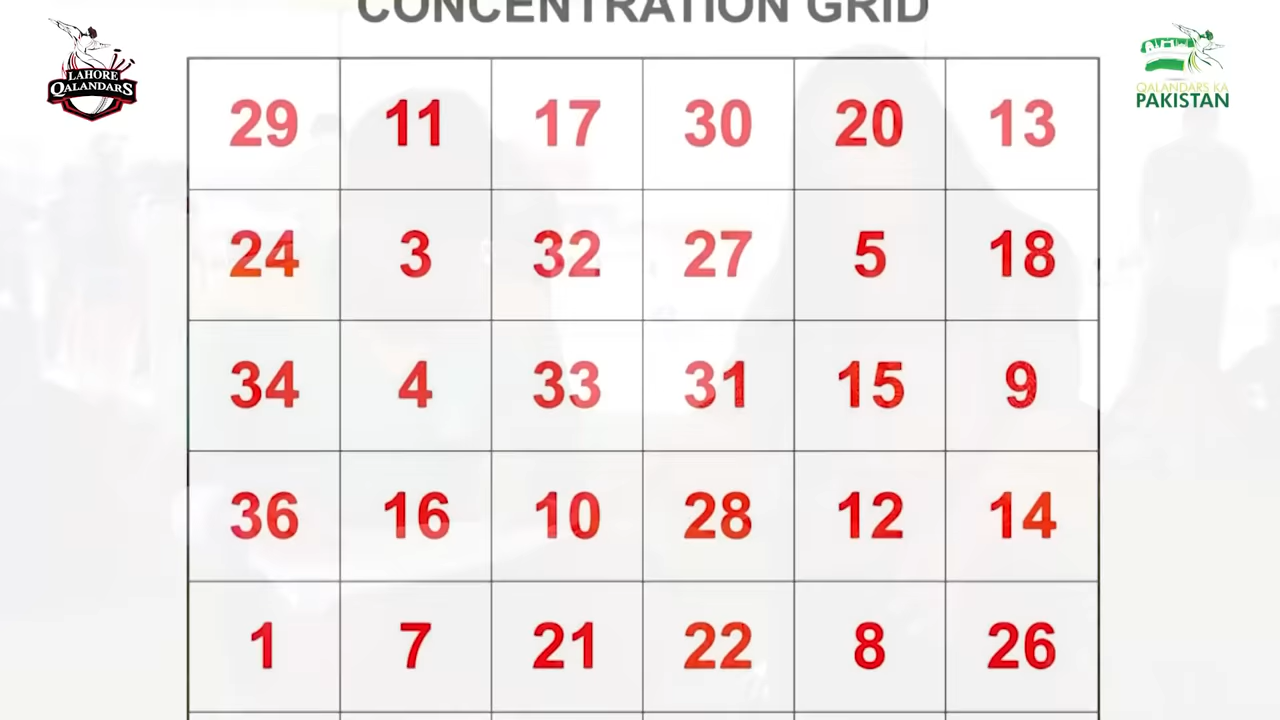 CONCENTRATION GRID
LAHORE
QALANDARS
QALANDARS KA
PAKISTAN
29 11 17 30 20 13
24 3 32 27 5 18
34 4 33 31 15 9
36 16 10 28 12 14
1 7 21 22 8 26